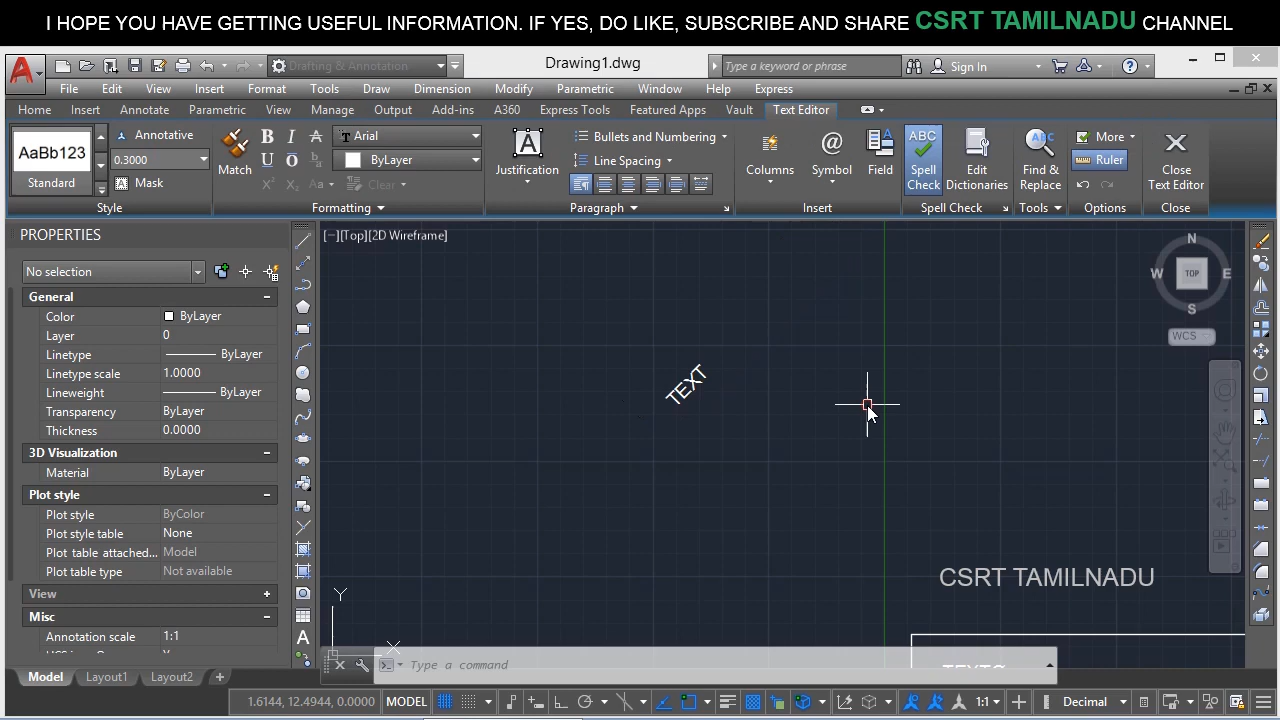 I HOPE YOU HAVE GETTING USEFUL INFORMATION. IF YES, DO LIKE, SUBSCRIBE AND SHARE CSRT TAMILNADU CHANNEL
Drafting & Annotation
Drawing1.dwg
Type a keyword or phrase
Sign In
File Edit View Insert Format Tools Draw Dimension Modify Parametric Window Help Express
Home Insert Annotate Parametric View Manage Output Add-ins A360 Express Tools Featured Apps Vault Text Editor
AaBb123
Standard
Annotative
0.3000
Mask
Match
B I A
U O
Arial
ByLayer
Aa
Clear
Justification
Bullets and Numbering
Line Spacing
Columns
@
Symbol
Field
ABC
Spell
Check
Edit
Dictionaries
Find &
Replace
More
Ruler
Close
Text Editor
Style Formatting Paragraph Insert Spell Check Tools Options Close
PROPERTIES
No selection
General
Color ByLayer
Layer 0
Linetype ByLayer
Linetype scale 1.0000
Lineweight ByLayer
Transparency ByLayer
Thickness 0.0000
3D Visualization
Material ByLayer
Plot style
Plot style ByColor
Plot style table None
Plot table attached... Model
Plot table type Not available
View
Misc
Annotation scale 1:1
[−][Top][2D Wireframe]
N
W TOP E
S
WCS
TEXT
CSRT TAMILNADU
Y
X
Type a command
Model Layout1 Layout2 +
1.6144, 12.4944, 0.0000 MODEL 1:1 Decimal